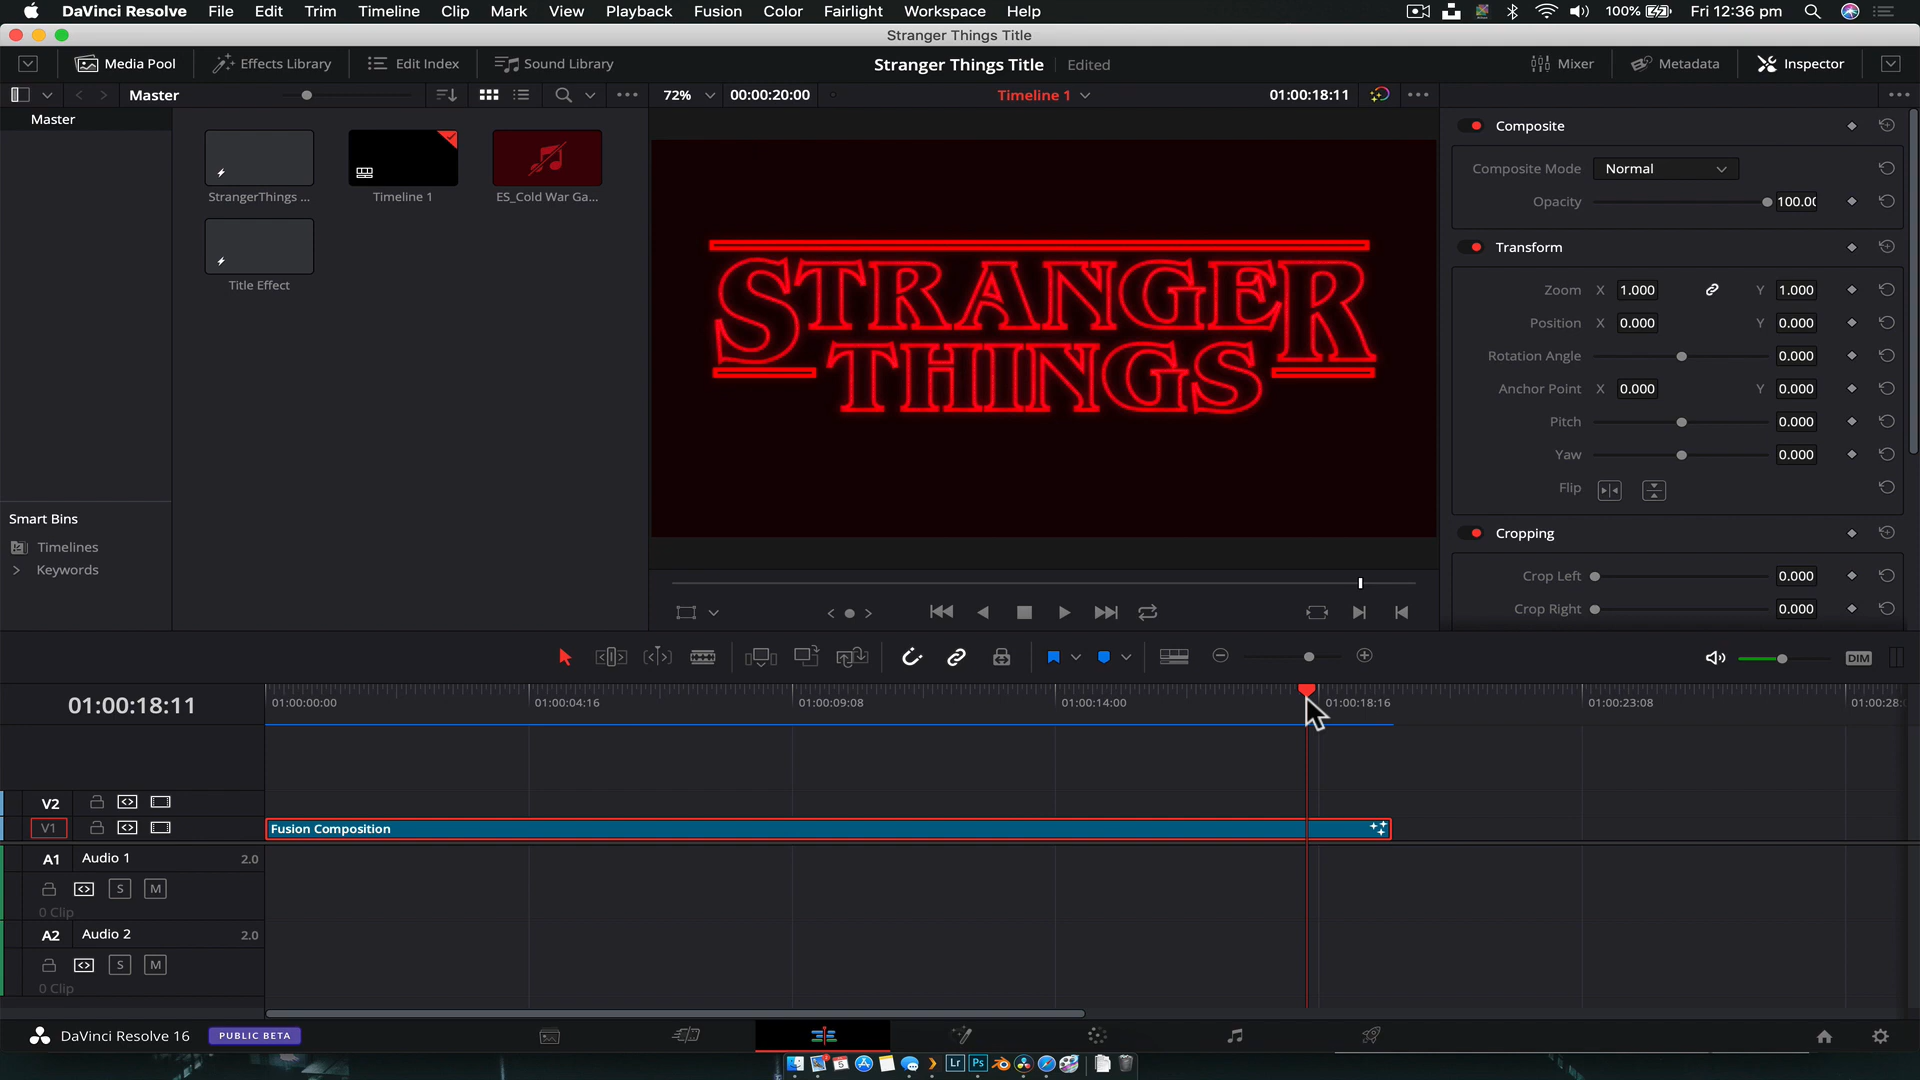 DaVinci Resolve File Edit Trim Timeline Clip Mark View Playback Fusion Color Fairlight Workspace Help 100% Fri 12:36 pm
Stranger Things Title
Media Pool Effects Library Edit Index Sound Library Stranger Things Title Edited Mixer Metadata Inspector
Master 72% 00:00:20:00 Timeline 1 01:00:18:11
Master
StrangerThings ... Timeline 1 ES_Cold War Ga...
Title Effect
Smart Bins
Timelines
Keywords
STRANGER
THINGS
Composite
Composite Mode Normal
Opacity 100.00
Transform
Zoom X 1.000 Y 1.000
Position X 0.000 Y 0.000
Rotation Angle 0.000
Anchor Point X 0.000 Y 0.000
Pitch 0.000
Yaw 0.000
Flip
Cropping
Crop Left 0.000
Crop Right 0.000
DIM
01:00:18:11 01:00:00:00 01:00:04:16 01:00:09:08 01:00:14:00 01:00:18:16 01:00:23:08 01:00:28:
V2
V1 Fusion Composition
A1 Audio 1 2.0
S M
0 Clip
A2 Audio 2 2.0
S M
0 Clip
DaVinci Resolve 16 PUBLIC BETA
Lr Ps